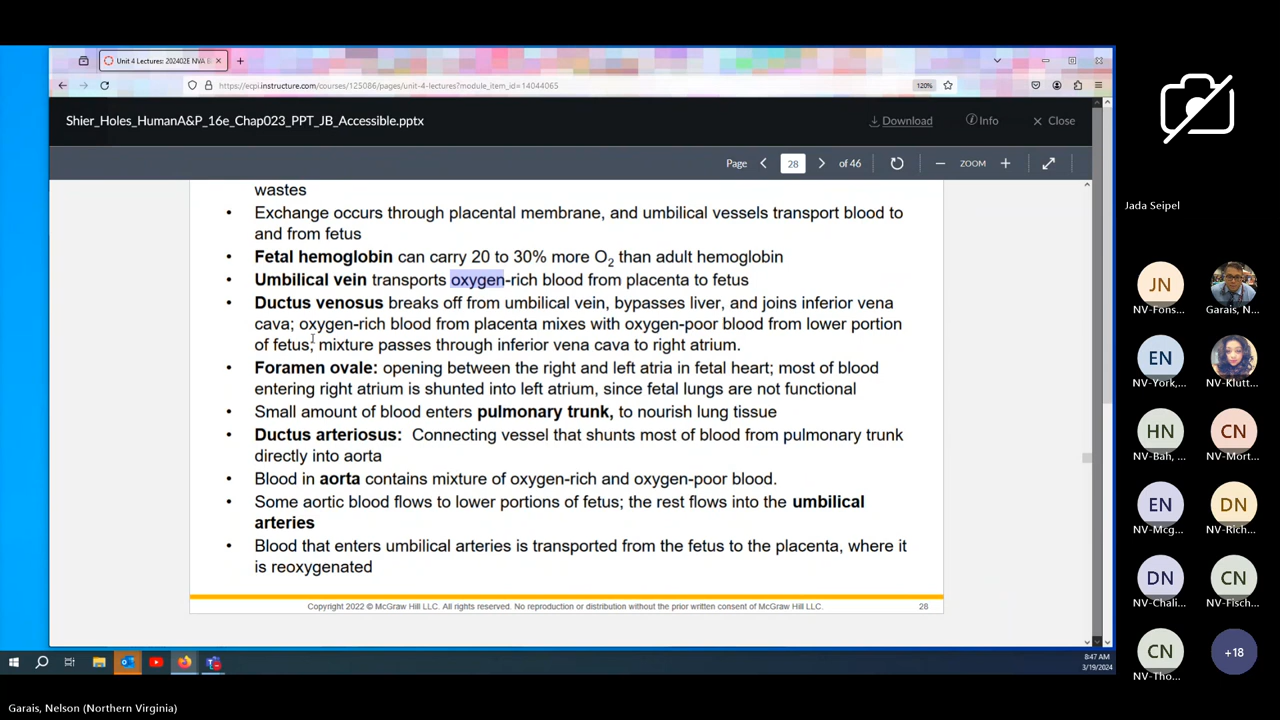 Unit 4 Lectures: 202402E NVA
https://ecpi.instructure.com/courses/125086/pages/unit-4-lectures?module_item_id=14044065
120%
Shier_Holes_HumanA&P_16e_Chap023_PPT_JB_Accessible.pptx
Download
Info
Close
Page 28 of 46
ZOOM
wastes
• Exchange occurs through placental membrane, and umbilical vessels transport blood to
and from fetus
• Fetal hemoglobin can carry 20 to 30% more O2 than adult hemoglobin
• Umbilical vein transports oxygen-rich blood from placenta to fetus
• Ductus venosus breaks off from umbilical vein, bypasses liver, and joins inferior vena
cava; oxygen-rich blood from placenta mixes with oxygen-poor blood from lower portion
of fetus; mixture passes through inferior vena cava to right atrium.
• Foramen ovale: opening between the right and left atria in fetal heart; most of blood
entering right atrium is shunted into left atrium, since fetal lungs are not functional
• Small amount of blood enters pulmonary trunk, to nourish lung tissue
• Ductus arteriosus: Connecting vessel that shunts most of blood from pulmonary trunk
directly into aorta
• Blood in aorta contains mixture of oxygen-rich and oxygen-poor blood.
• Some aortic blood flows to lower portions of fetus; the rest flows into the umbilical
arteries
• Blood that enters umbilical arteries is transported from the fetus to the placenta, where it
is reoxygenated
Copyright 2022 © McGraw Hill LLC. All rights reserved. No reproduction or distribution without the prior written consent of McGraw Hill LLC.
28
8:47 AM
3/19/2024
Jada Seipel
JN
NV-Fons...
Garais, N...
EN
NV-York,...
NV-Klutt...
HN
NV-Bah, ...
CN
NV-Mort...
EN
NV-Mcg...
DN
NV-Rich...
DN
NV-Chali...
CN
NV-Fisch...
CN
NV-Tho...
+18
Garais, Nelson (Northern Virginia)